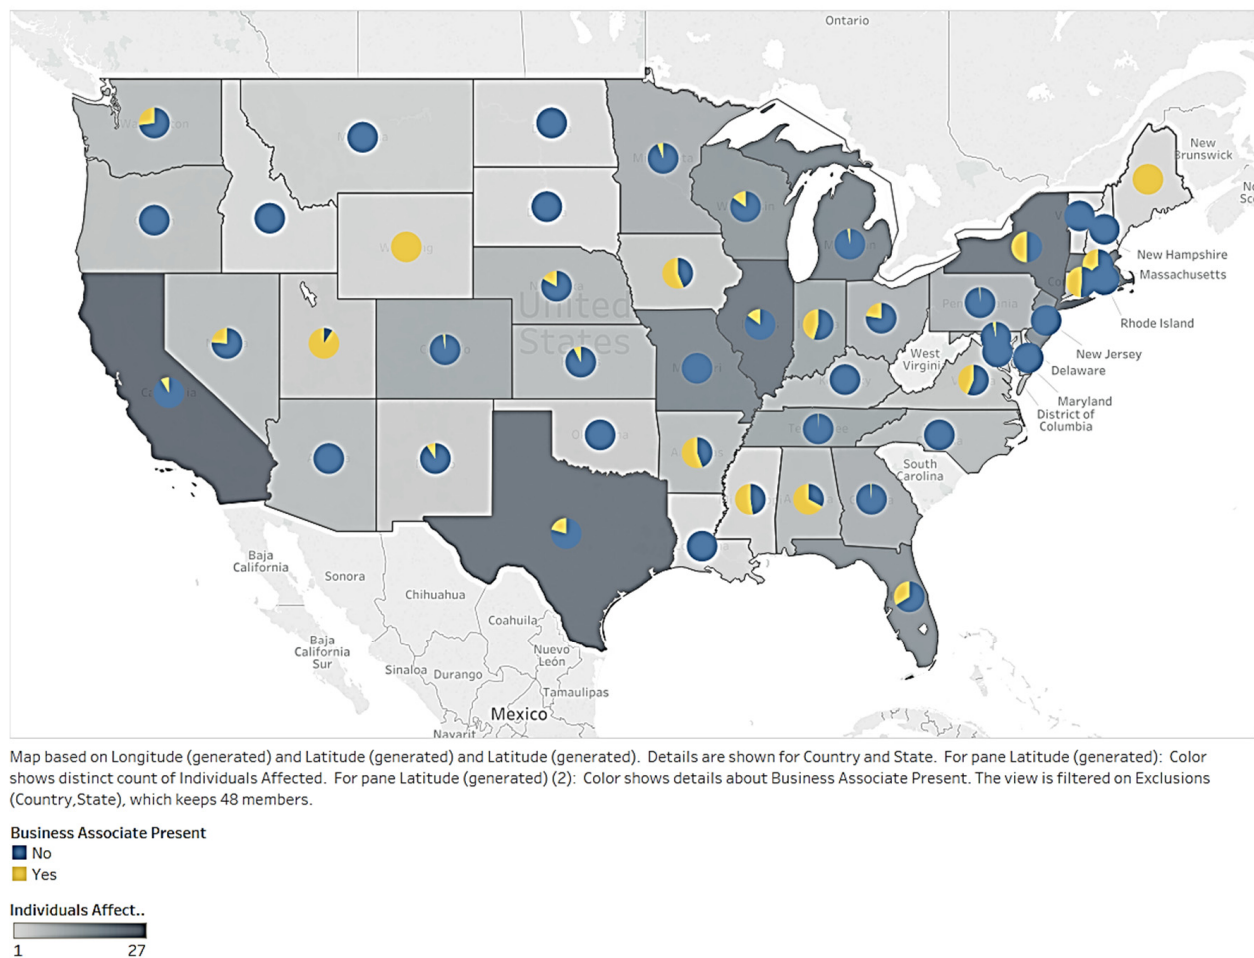 Ontario
New
Brunswick
New Hampshire
Massachusetts
Rhode Island
New Jersey
Delaware
Maryland
District of
Columbia
United
States
West
Virgini
South
Carolina
Baja
California
Sonora
Chihuahua
Coahuila
Baja
California
Sur
Nuevo
León
Sinaloa
Durango
Tamaulipas
Mexico
Navarit
Map based on Longitude (generated) and Latitude (generated) and Latitude (generated). Details are shown for Country and State. For pane Latitude (generated): Color
shows distinct count of Individuals Affected. For pane Latitude (generated) (2): Color shows details about Business Associate Present. The view is filtered on Exclusions
(Country,State), which keeps 48 members.
Business Associate Present
No
Yes
Individuals Affect..
1 27